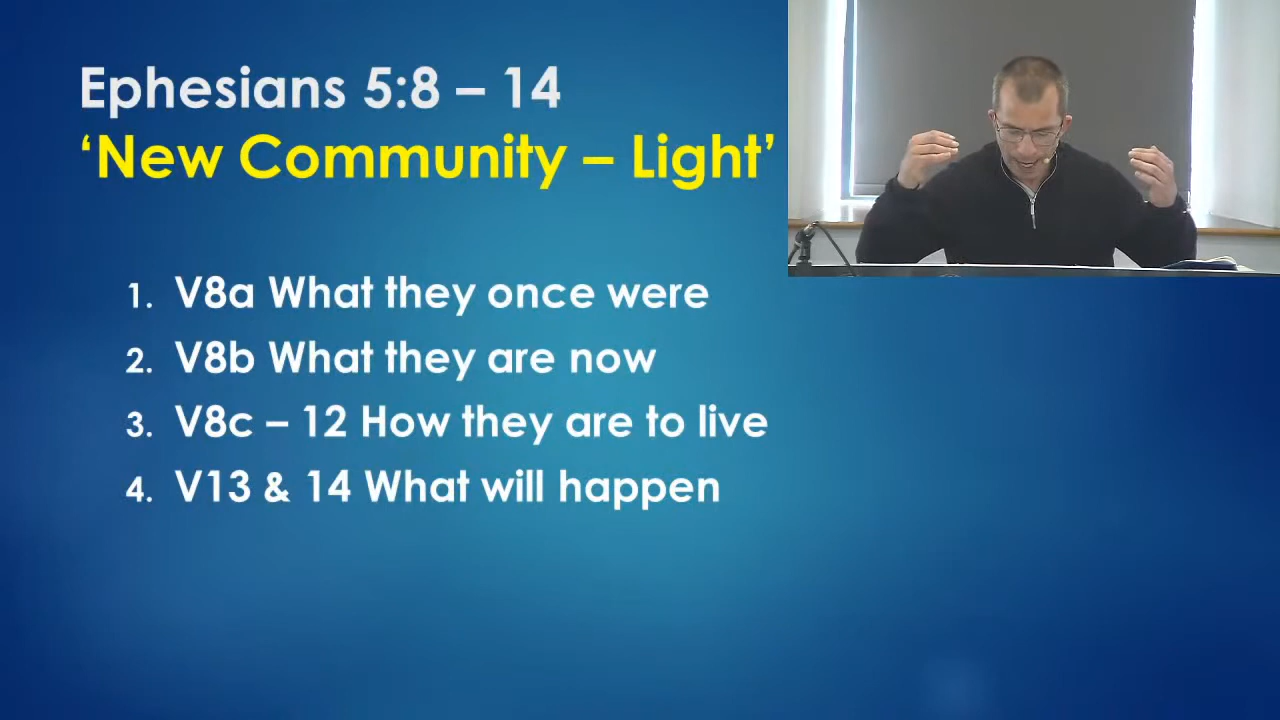 Ephesians 5:8 – 14
‘New Community – Light’
1. V8a What they once were
2. V8b What they are now
3. V8c – 12 How they are to live
4. V13 & 14 What will happen